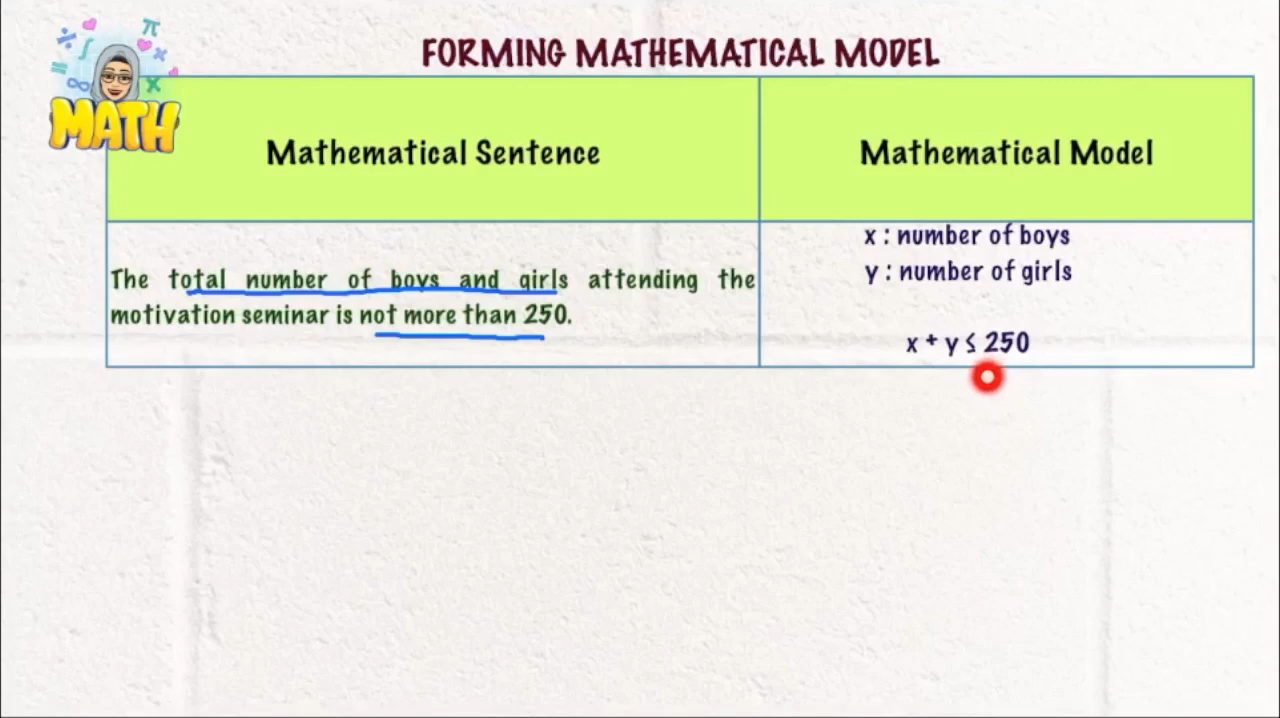 FORMING MATHEMATICAL MODEL
MATH
Mathematical Sentence
Mathematical Model
The total number of boys and girls attending the
motivation seminar is not more than 250.
x : number of boys
y : number of girls
x + y ≤ 250